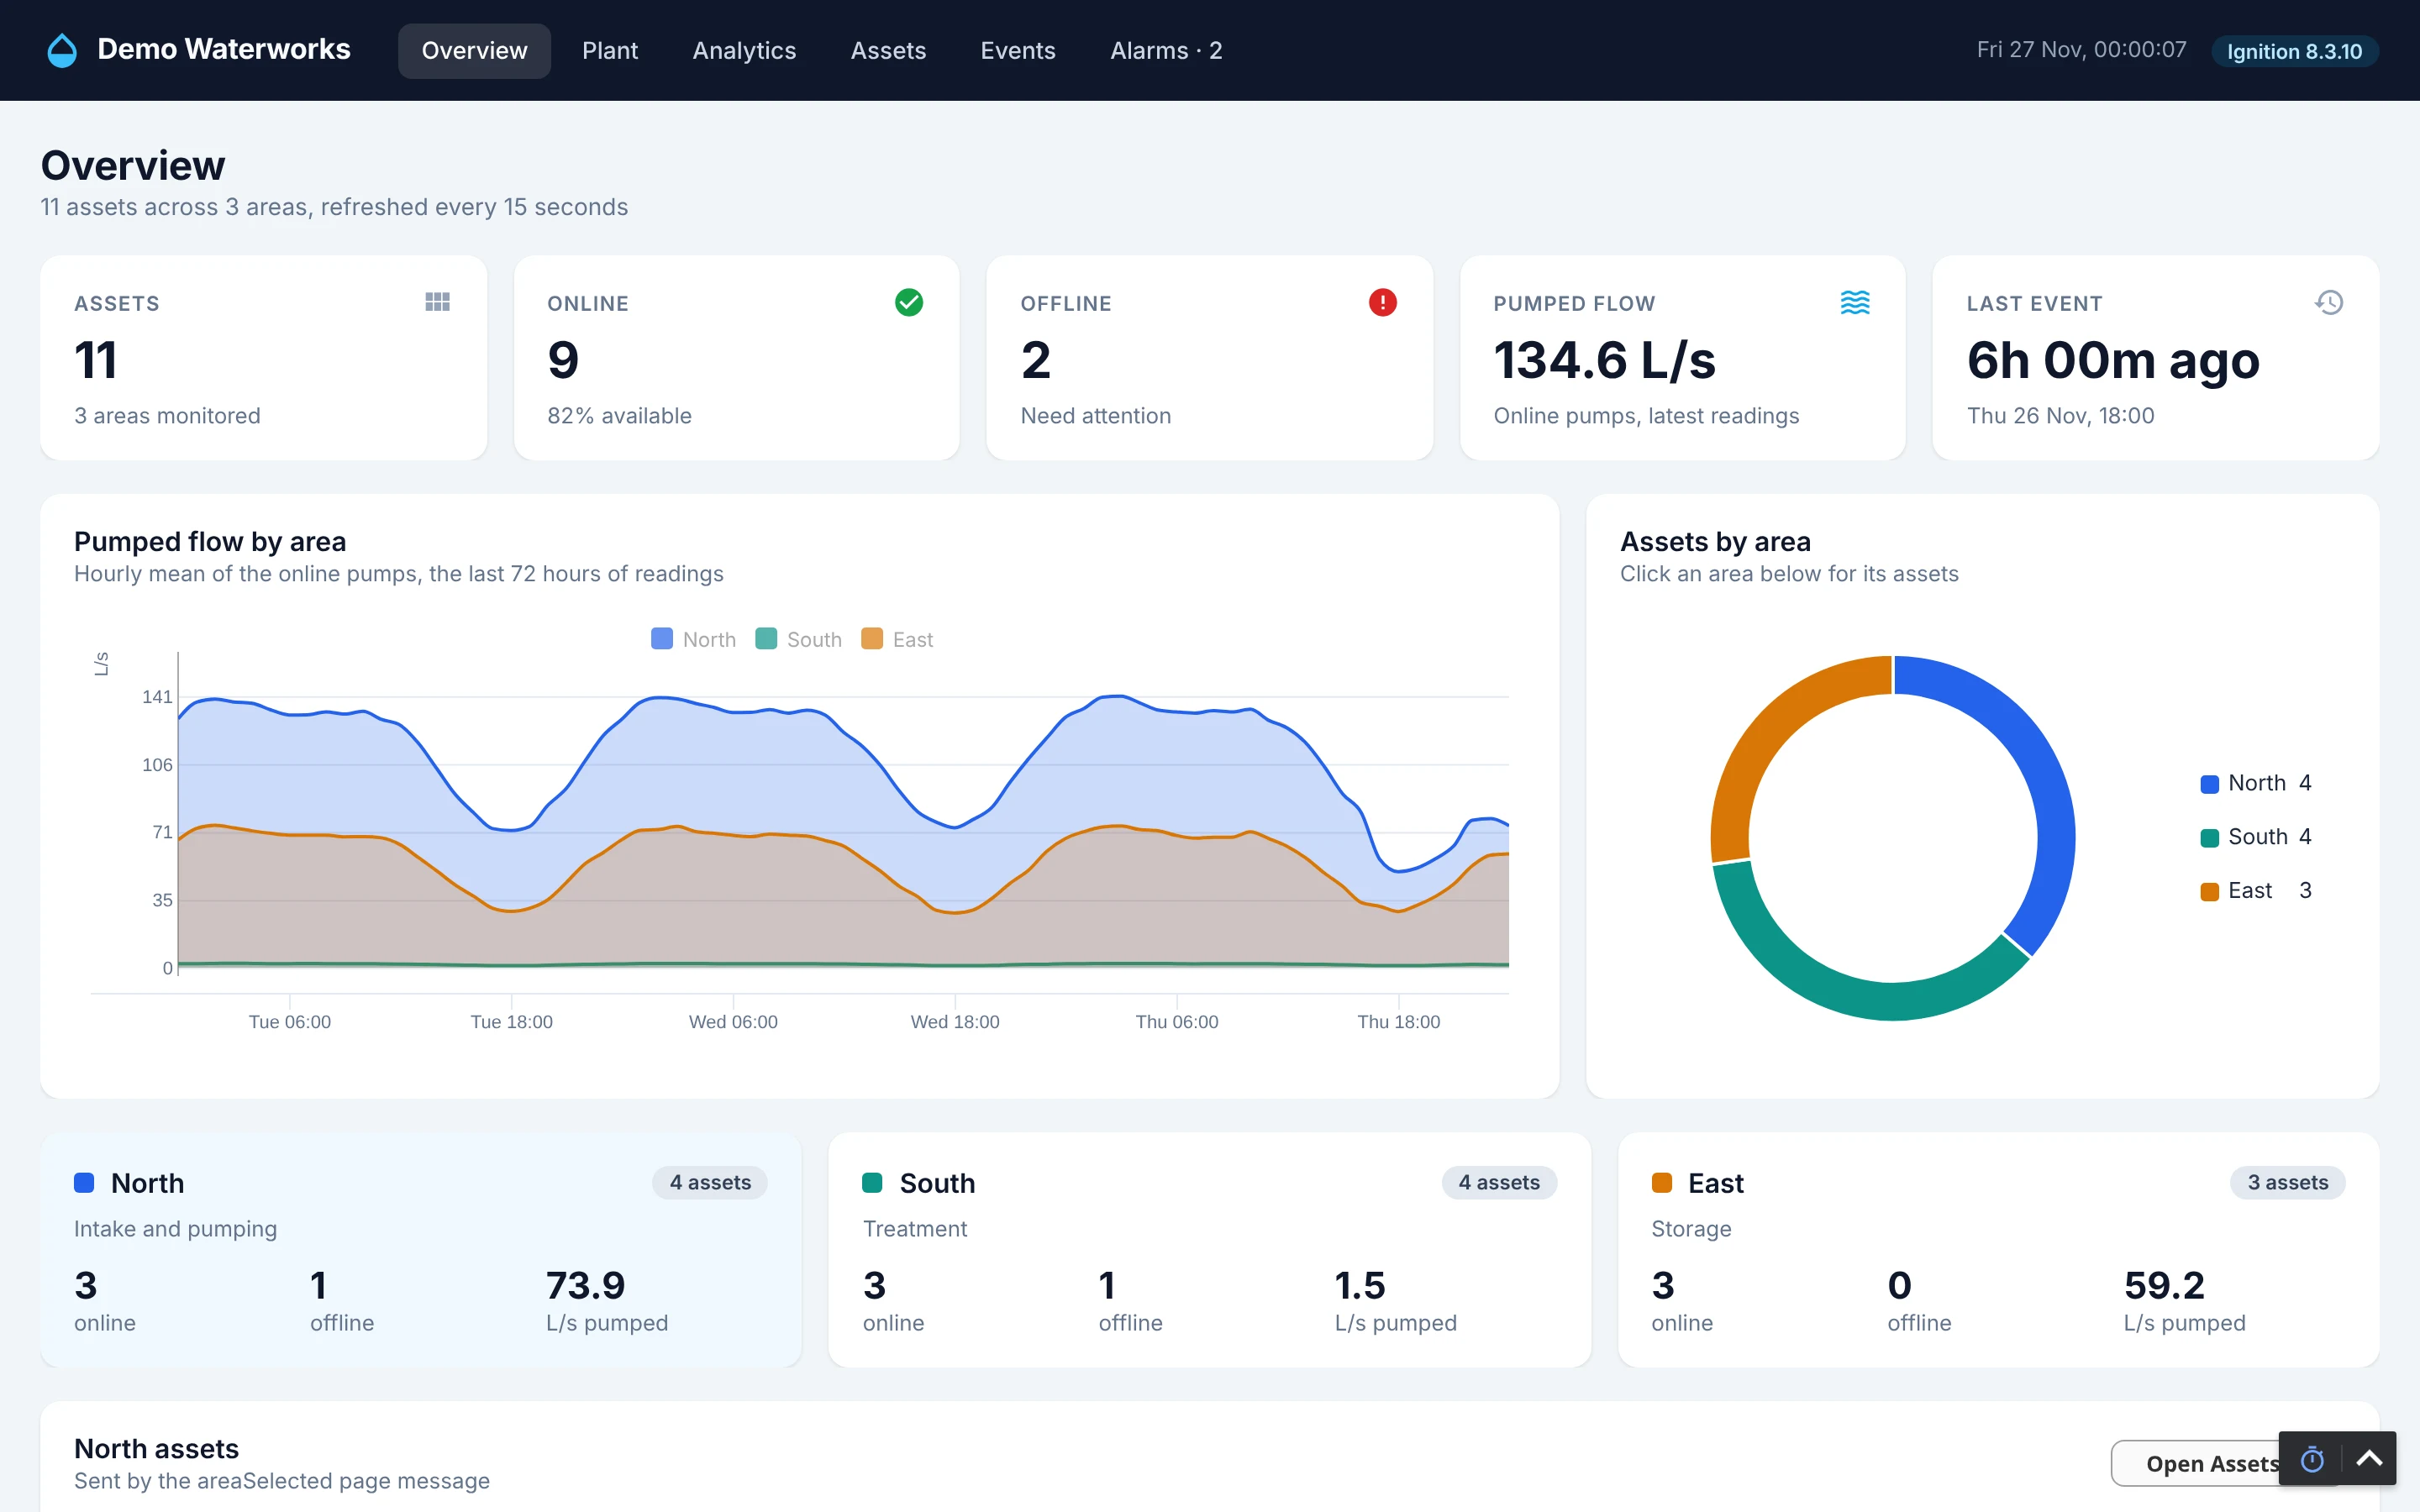 Demo Waterworks
Overview
Plant
Analytics
Assets
Events
Alarms · 2
Fri 27 Nov, 00:00:07
Ignition 8.3.10
Overview
11 assets across 3 areas, refreshed every 15 seconds
ASSETS
11
3 areas monitored
ONLINE
9
82% available
OFFLINE
2
Need attention
PUMPED FLOW
134.6 L/s
Online pumps, latest readings
LAST EVENT
6h 00m ago
Thu 26 Nov, 18:00
Pumped flow by area
Hourly mean of the online pumps, the last 72 hours of readings
North
South
East
L/s
141
106
71
35
0
Tue 06:00
Tue 18:00
Wed 06:00
Wed 18:00
Thu 06:00
Thu 18:00
Assets by area
Click an area below for its assets
North 4
South 4
East 3
North
4 assets
Intake and pumping
3
online
1
offline
73.9
L/s pumped
South
4 assets
Treatment
3
online
1
offline
1.5
L/s pumped
East
3 assets
Storage
3
online
0
offline
59.2
L/s pumped
North assets
Sent by the areaSelected page message
Open Assets